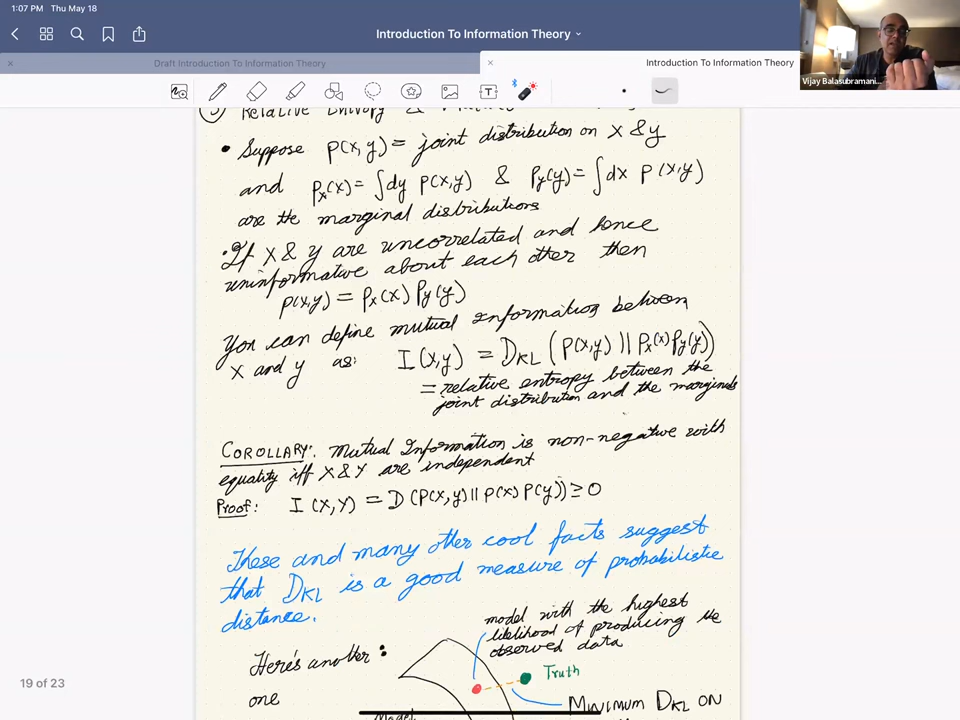 1:07 PM Thu May 18
Introduction To Information Theory
Draft Introduction To Information Theory
Introduction To Information Theory
Vijay Balasubramani...
Relative Entropy &
• Suppose p(x,y) = joint distribution on X & Y
and Px(x) = ∫dy p(x,y) & Py(y) = ∫dx p(x,y)
are the marginal distributions
• If X & Y are uncorrelated and hence
uninformative about each other then
p(x,y) = Px(x) Py(y)
You can define mutual Information between
X and Y as: I(x,y) = DKL (p(x,y) || Px(x) Py(y))
= relative entropy between the
joint distribution and the marginals
COROLLARY: Mutual Information is non-negative with
equality iff X & Y are independent
Proof: I(X,Y) = D(p(x,y) || p(x) p(y)) ≥ 0
These and many other cool facts suggest
that DKL is a good measure of probabilistic
distance.
model with the highest
likelihood of producing the
observed data
Here's another :
one
Truth
MINIMUM DKL ON
Model
19 of 23